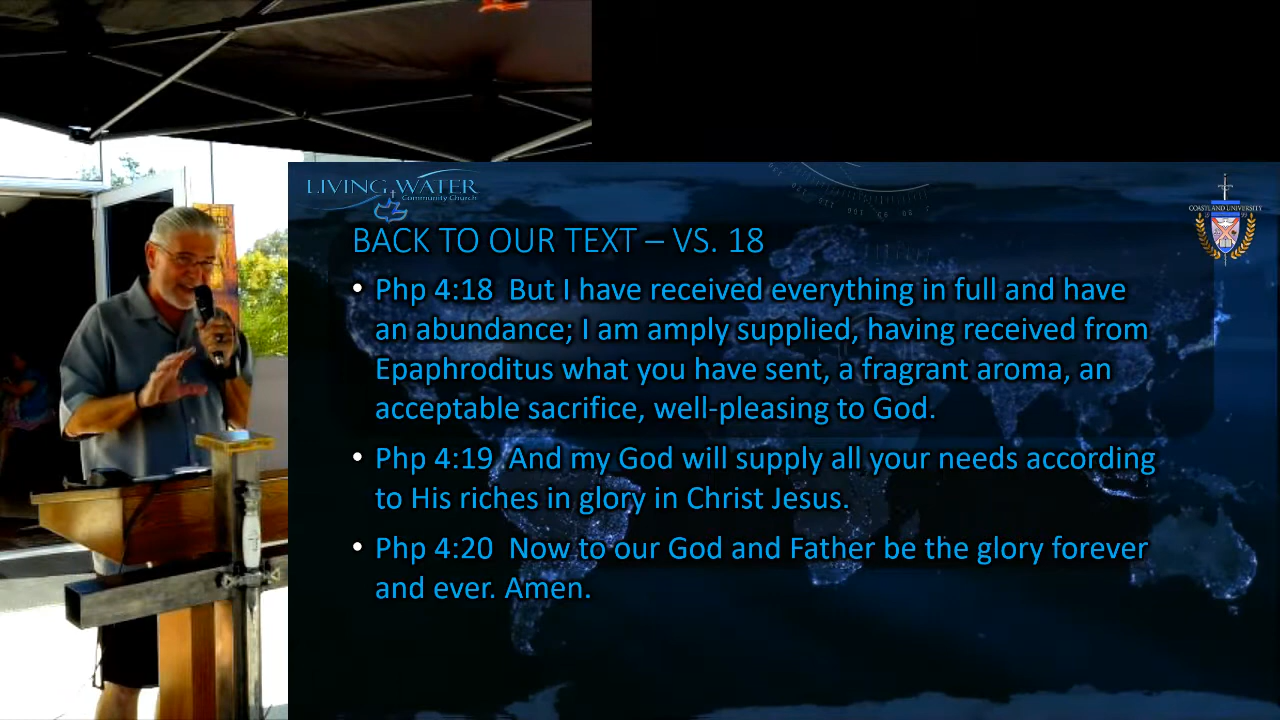 LIVING WATER
Community Church
COASTLAND UNIVERSITY
BACK TO OUR TEXT – VS. 18
• Php 4:18 But I have received everything in full and have
an abundance; I am amply supplied, having received from
Epaphroditus what you have sent, a fragrant aroma, an
acceptable sacrifice, well-pleasing to God.
• Php 4:19 And my God will supply all your needs according
to His riches in glory in Christ Jesus.
• Php 4:20 Now to our God and Father be the glory forever
and ever. Amen.